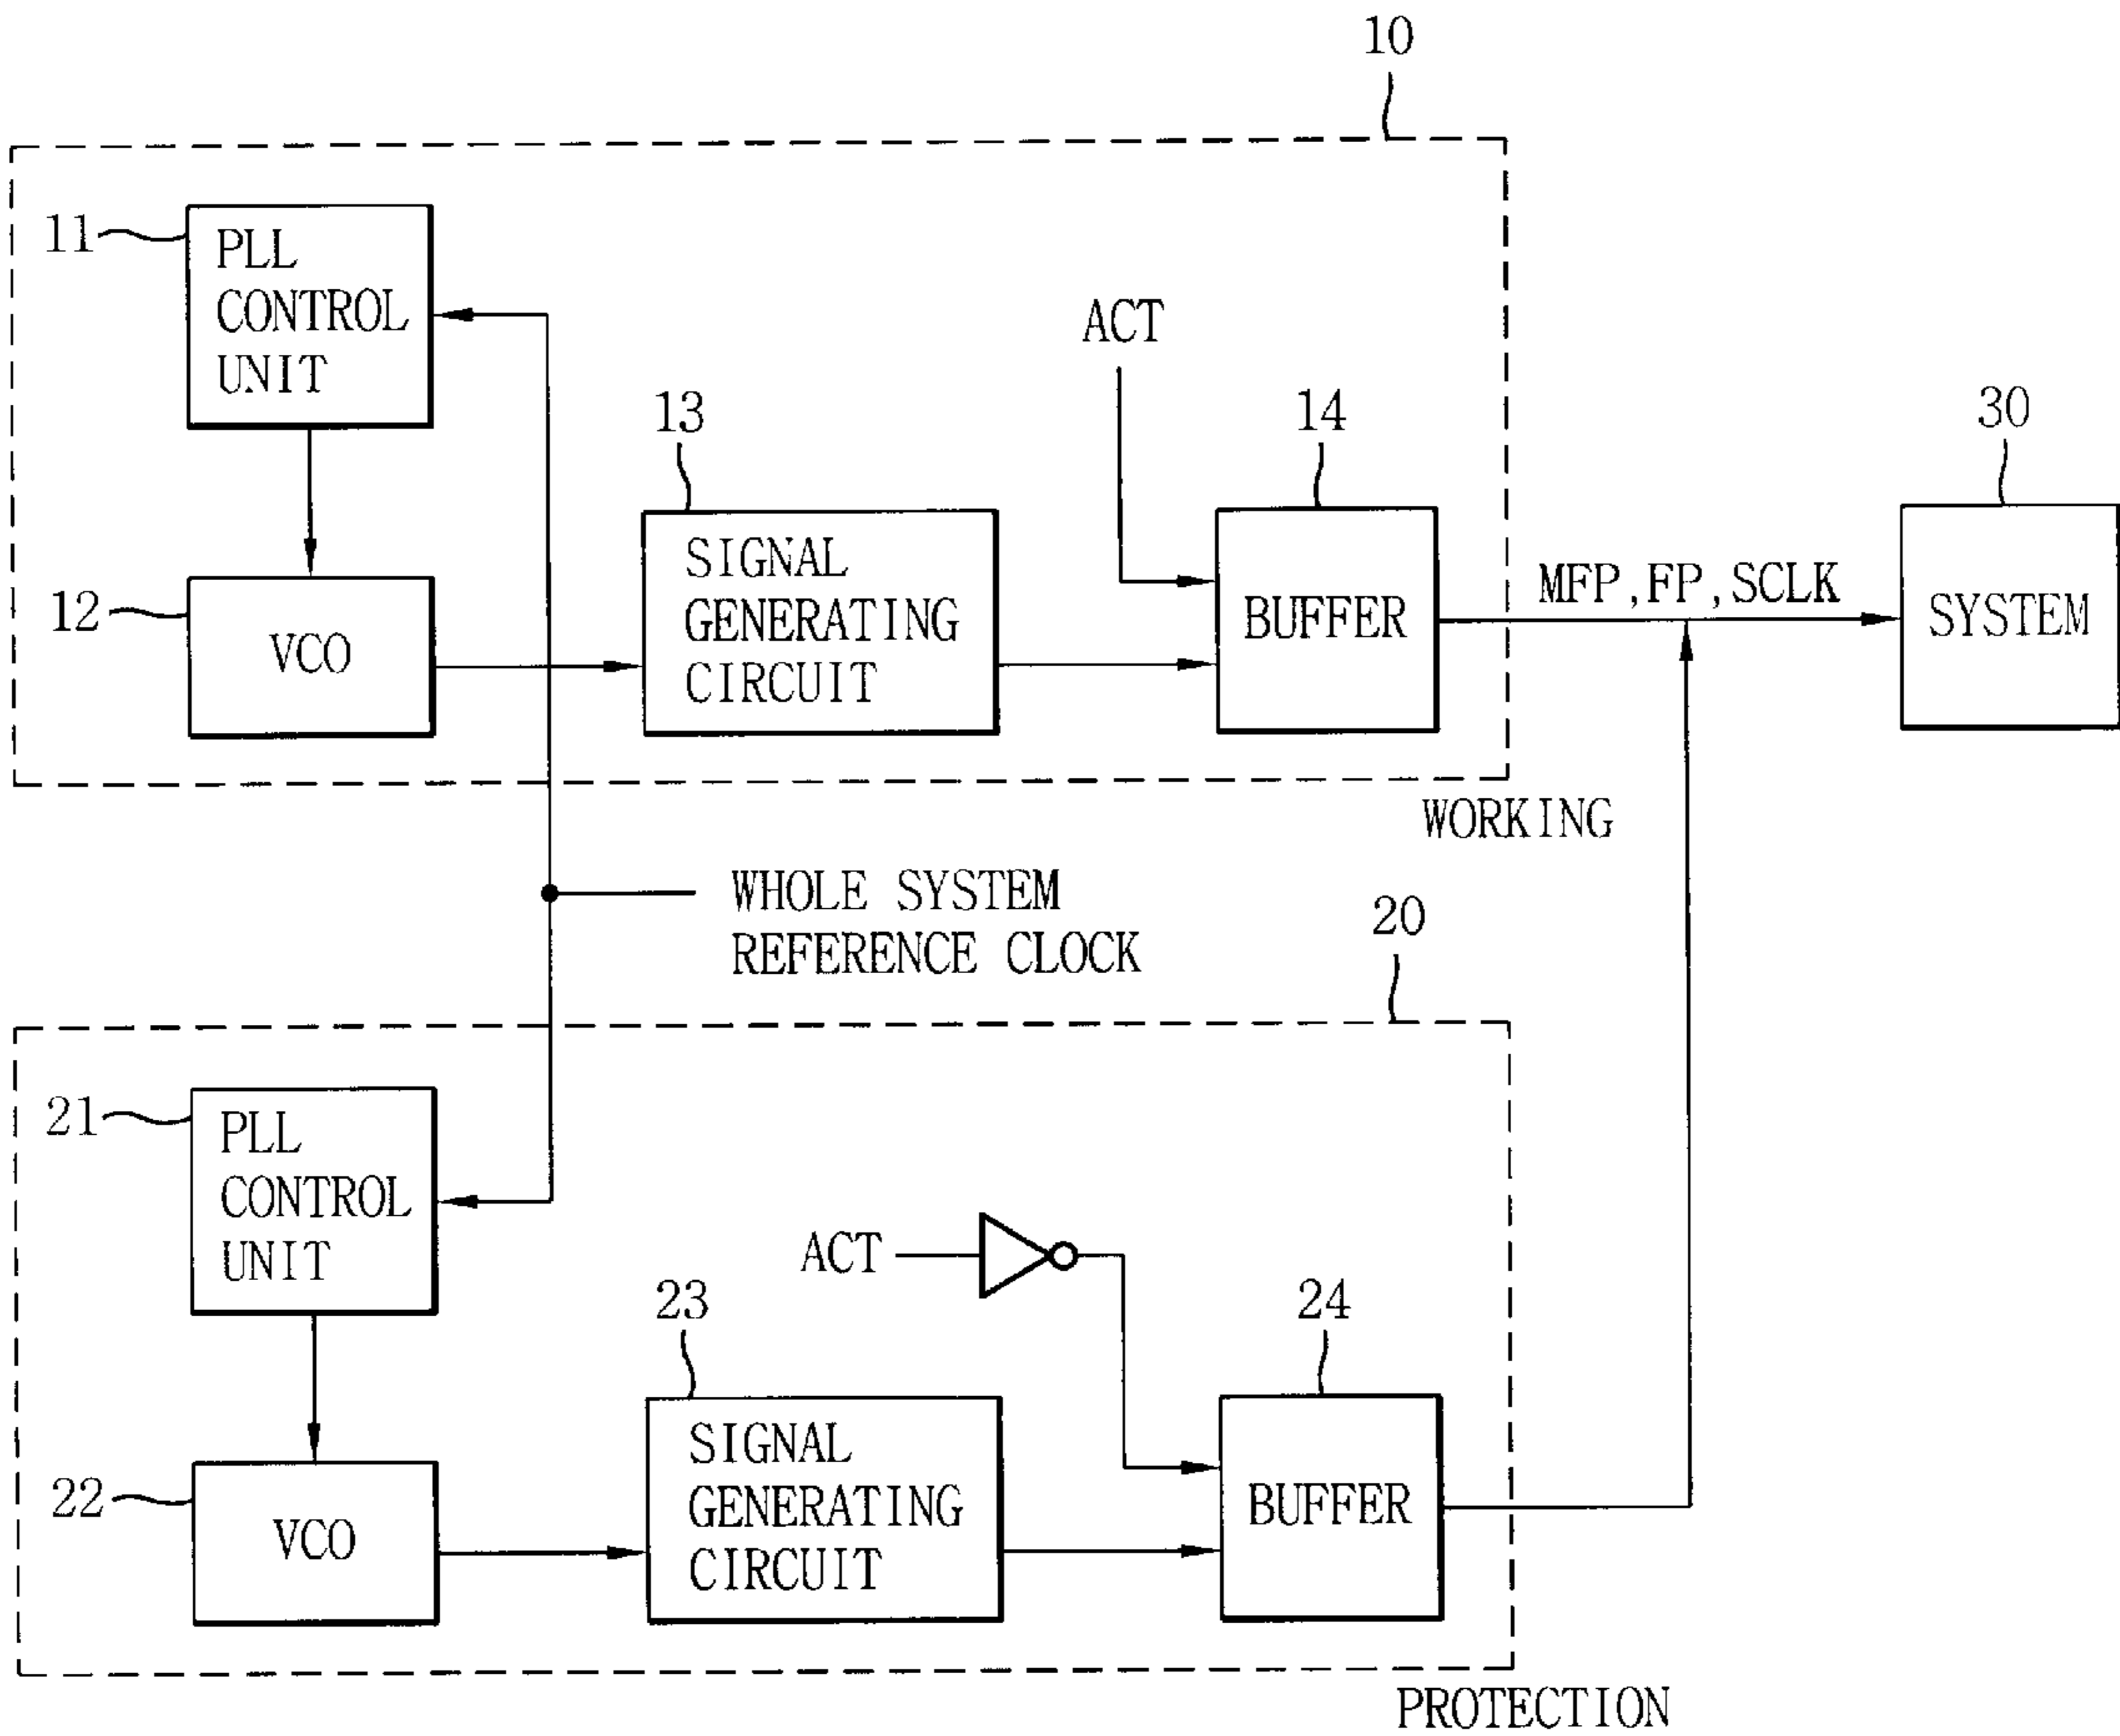 10
11
PLL
CONTROL
UNIT
ACT
13
14
30
SIGNAL
GENERATING
CIRCUIT
12
VCO
BUFFER
MFP,FP,SCLK
SYSTEM
WORKING
WHOLE SYSTEM
REFERENCE CLOCK
20
21
PLL
CONTROL
UNIT
ACT
23
24
SIGNAL
GENERATING
CIRCUIT
22
VCO
BUFFER
PROTECTION